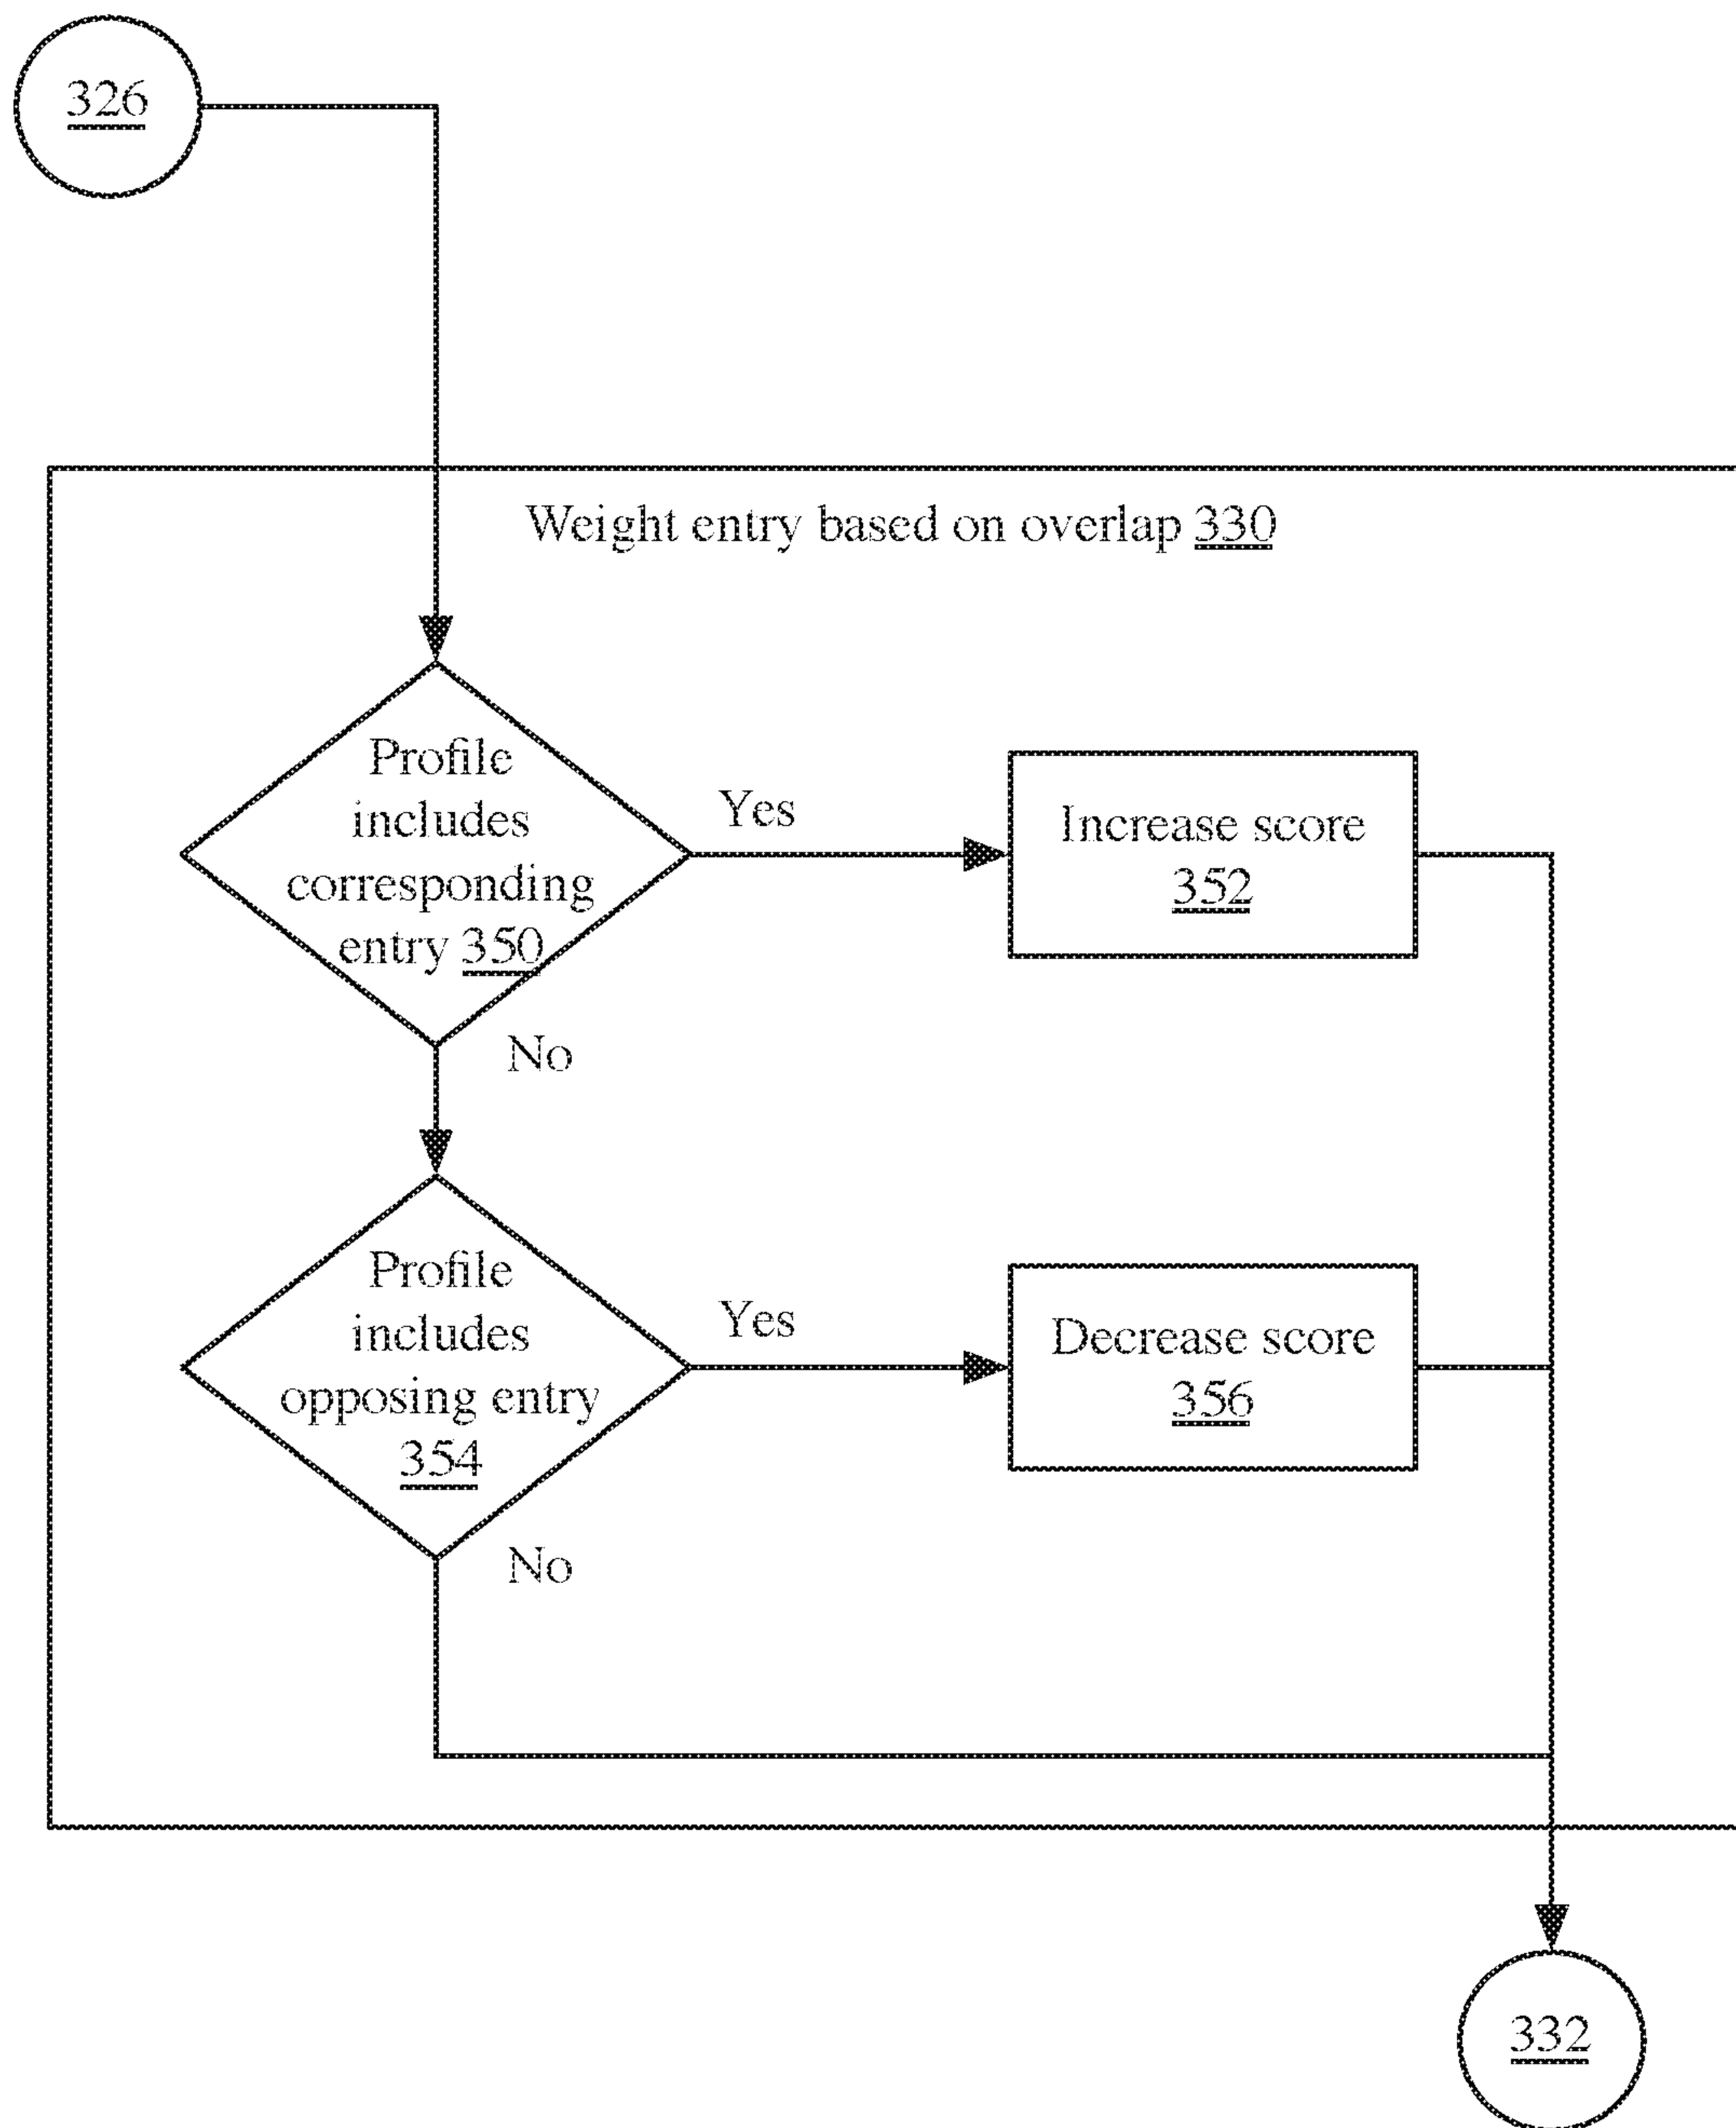 326
Weight entry based on overlap 330
Profile
includes
corresponding
entry 350
Yes
Increase score
352
No
Profile
includes
opposing entry
354
Yes
Decrease score
356
No
332